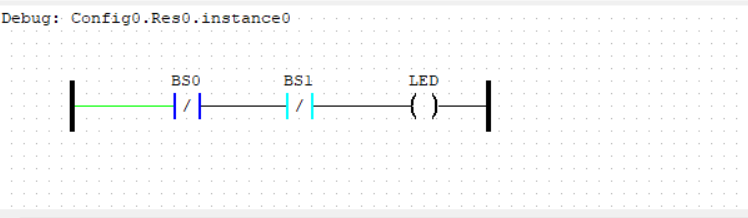 Debug: Config0.Res0.instance0
BS0 BS1 LED
/ / ( )